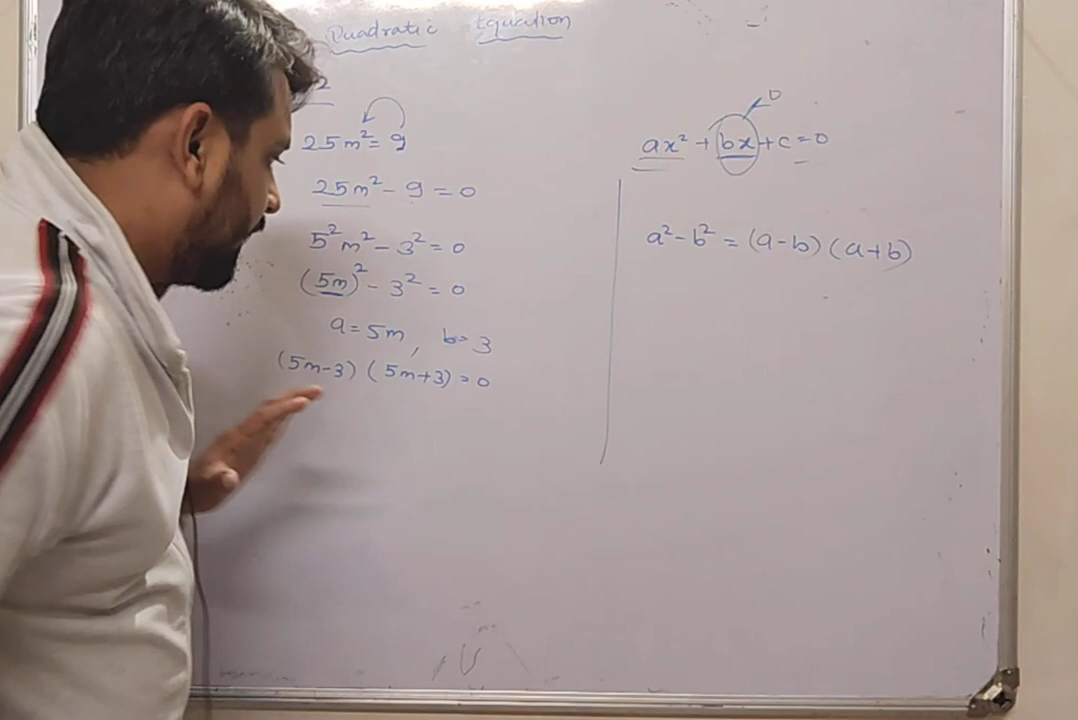 Quadratic Equation
2
25m² = 9
25m² - 9 = 0
5²m² - 3² = 0
(5m)² - 3² = 0
a = 5m, b = 3
(5m-3) (5m+3) = 0
0
ax² + bx + c = 0
a² - b² = (a-b) (a+b)